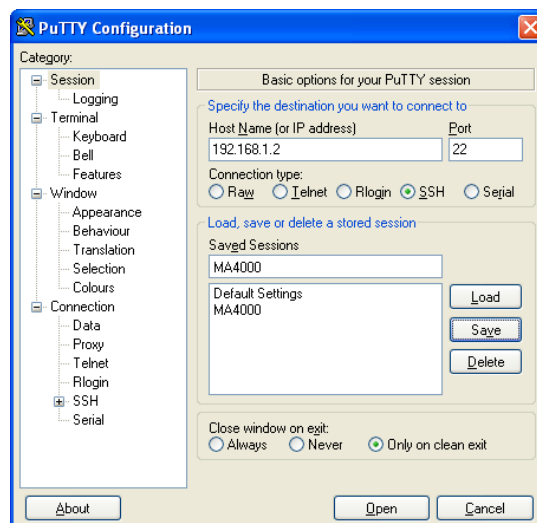 PuTTY Configuration
Category:
Session
Logging
Terminal
Keyboard
Bell
Features
Window
Appearance
Behaviour
Translation
Selection
Colours
Connection
Data
Proxy
Telnet
Rlogin
SSH
Serial
Basic options for your PuTTY session
Specify the destination you want to connect to
Host Name (or IP address) Port
192.168.1.2 22
Connection type:
Raw Telnet Rlogin SSH Serial
Load, save or delete a stored session
Saved Sessions
MA4000
Default Settings
MA4000
Load
Save
Delete
Close window on exit:
Always Never Only on clean exit
About Open Cancel